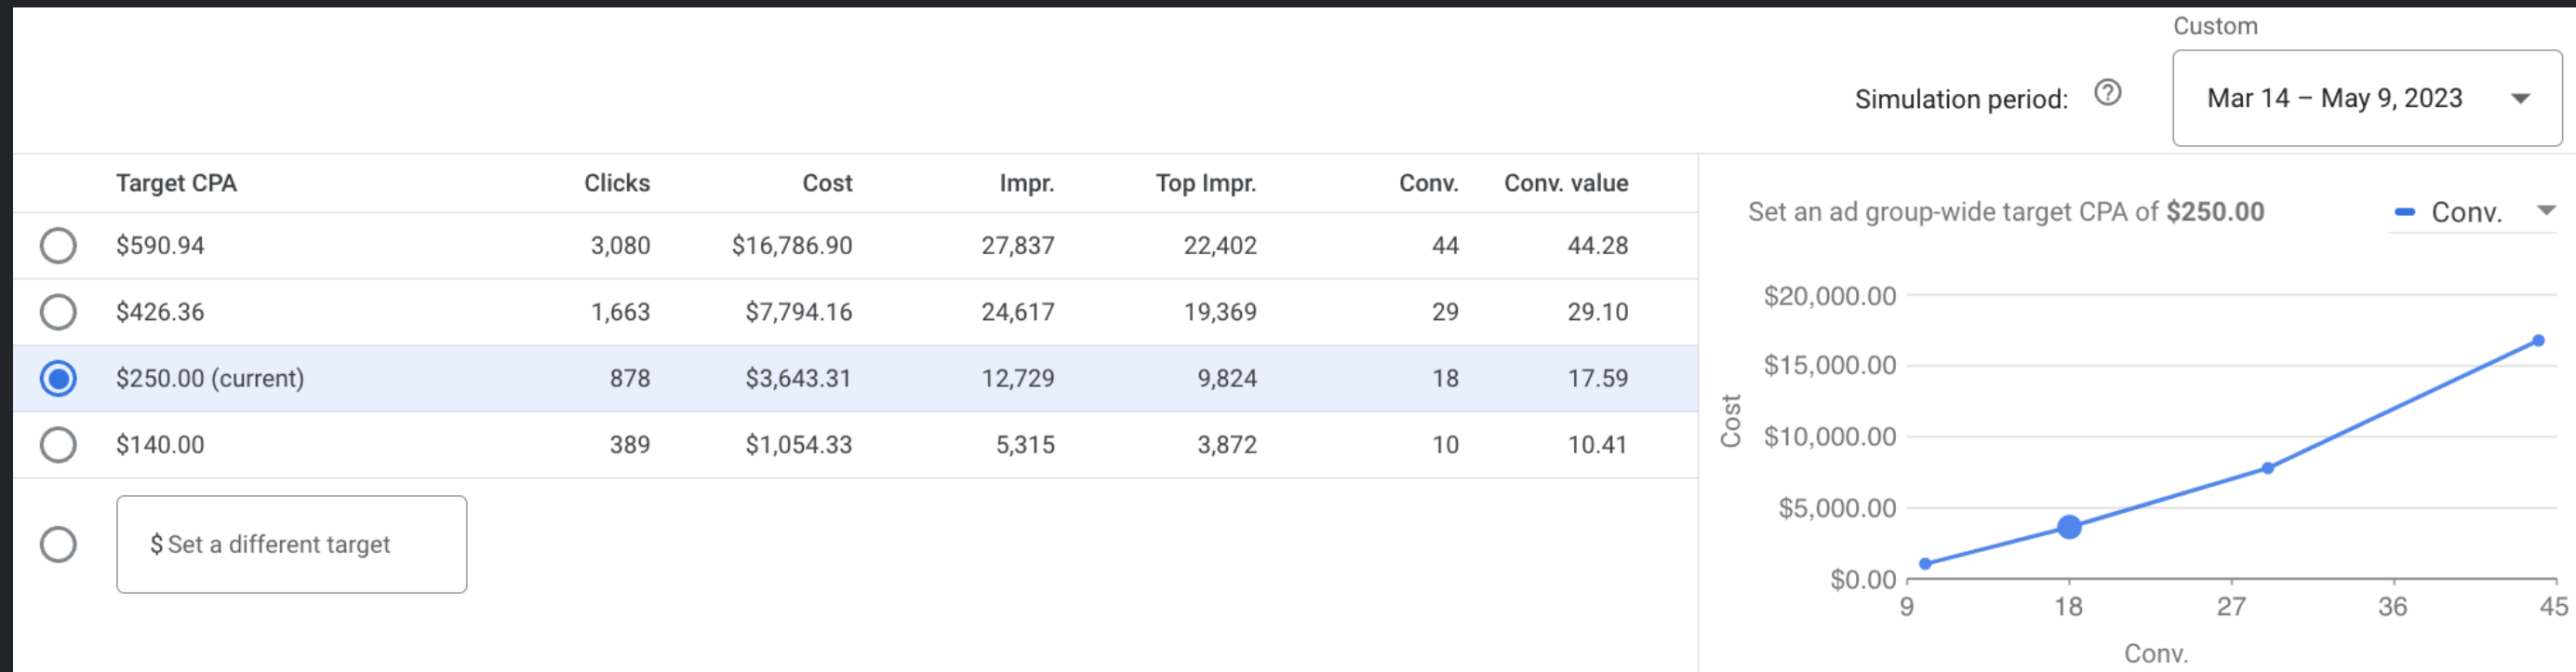 Custom
Simulation period: ? Mar 14 – May 9, 2023
Target CPA Clicks Cost Impr. Top Impr. Conv. Conv. value
$590.94 3,080 $16,786.90 27,837 22,402 44 44.28
$426.36 1,663 $7,794.16 24,617 19,369 29 29.10
$250.00 (current) 878 $3,643.31 12,729 9,824 18 17.59
$140.00 389 $1,054.33 5,315 3,872 10 10.41
$ Set a different target
Set an ad group-wide target CPA of $250.00 Conv.
$20,000.00
$15,000.00
$10,000.00
$5,000.00
$0.00
Cost
9 18 27 36 45
Conv.